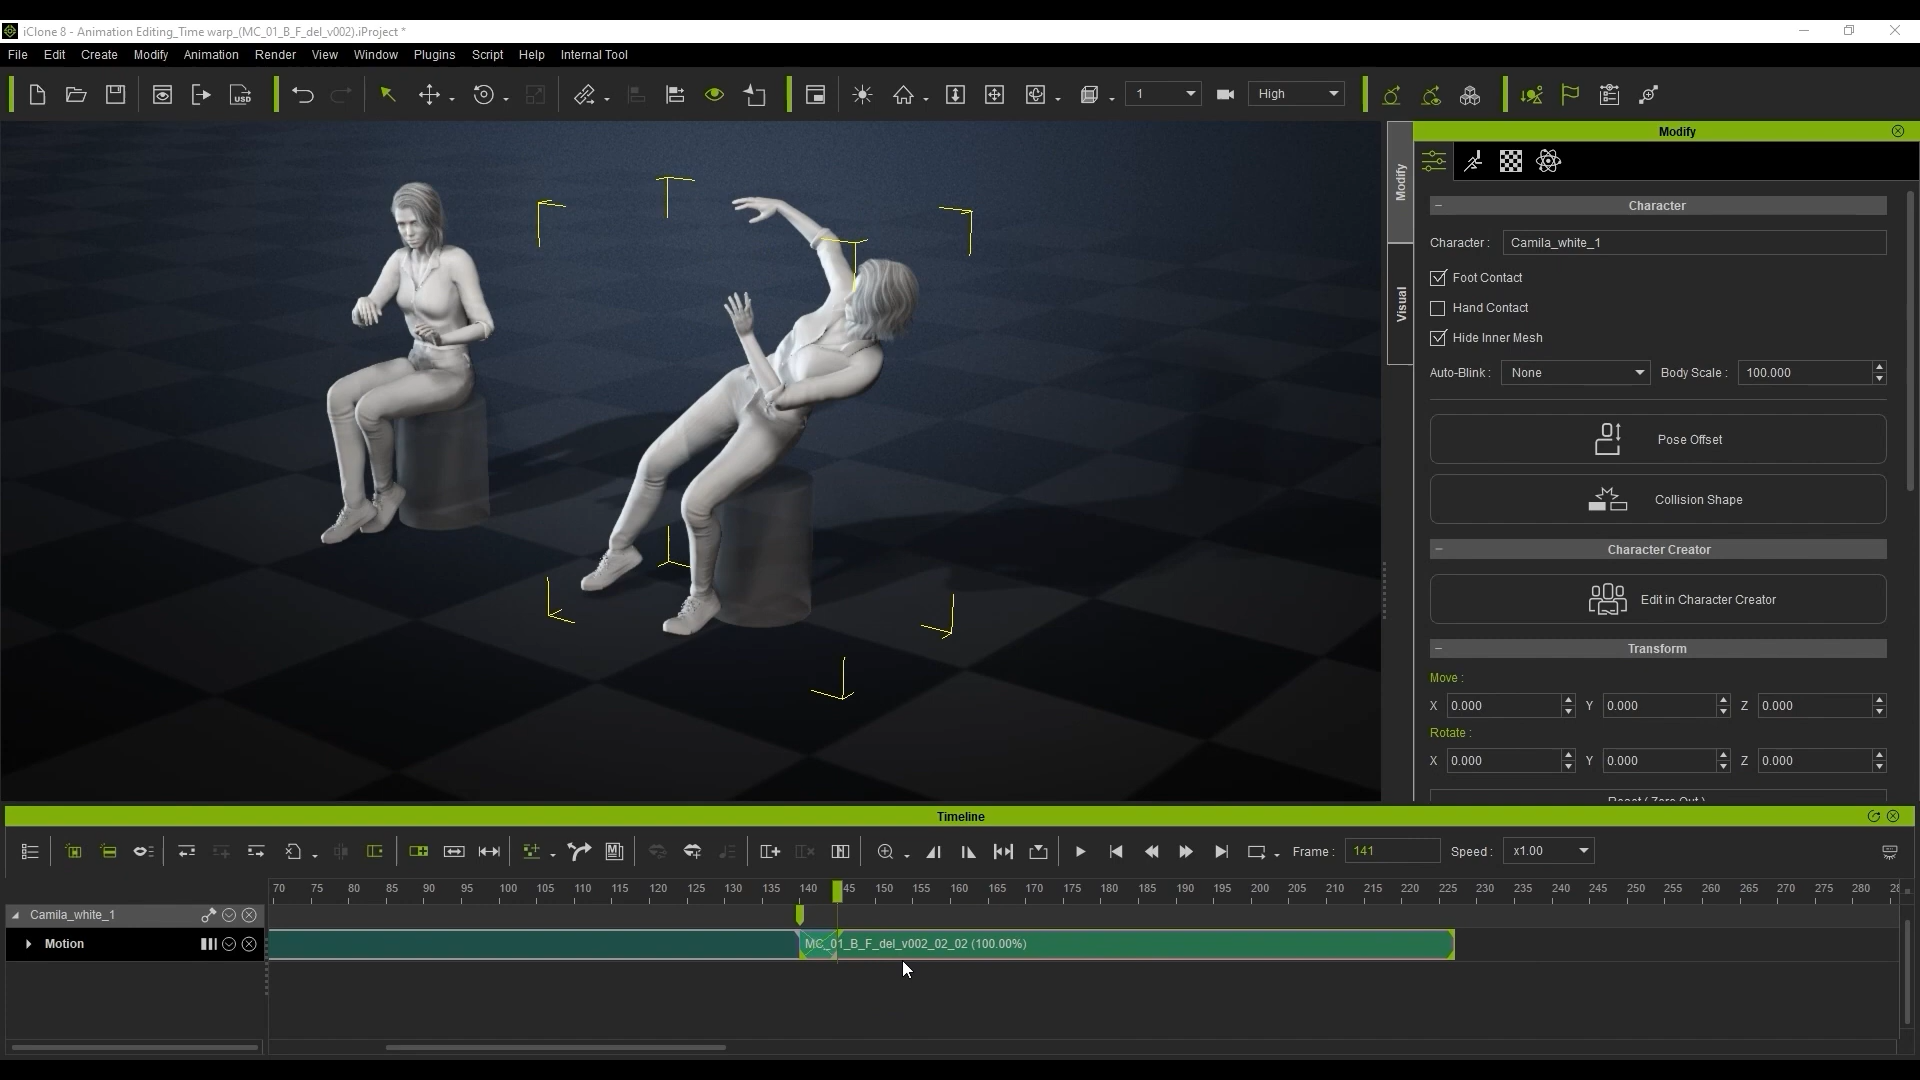 iClone 8 - Animation Editing_Time warp_(MC_01_B_F_del_v002).iProject *
File Edit Create Modify Animation Render View Window Plugins Script Help Internal Tool
USD
1
High
Modify
Modify
Visual
Character
Character : Camila_white_1
Foot Contact
Hand Contact
Hide Inner Mesh
Auto-Blink : None Body Scale : 100.000
Pose Offset
Collision Shape
Character Creator
Edit in Character Creator
Transform
Move :
X 0.000 Y 0.000 Z 0.000
Rotate :
X 0.000 Y 0.000 Z 0.000
Reset ( Zero Out )
Timeline
Frame : 141 Speed : x1.00
70 75 80 85 90 95 100 105 110 115 120 125 130 135 140 45 150 155 160 165 170 175 180 185 190 195 200 205 210 215 220 225 230 235 240 245 250 255 260 265 270 275 280
Camila_white_1
Motion
MC_01_B_F_del_v002_02_02 (100.00%)